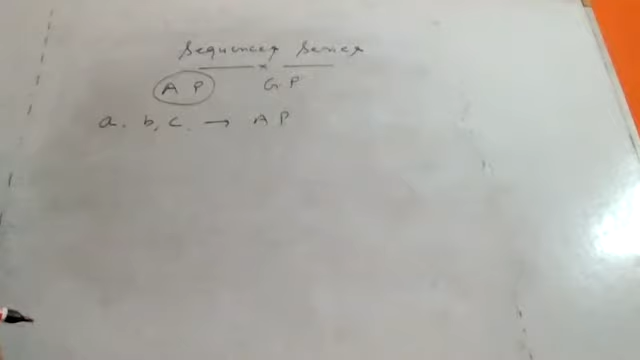 Sequences Series
AP GP
a, b, c. → AP